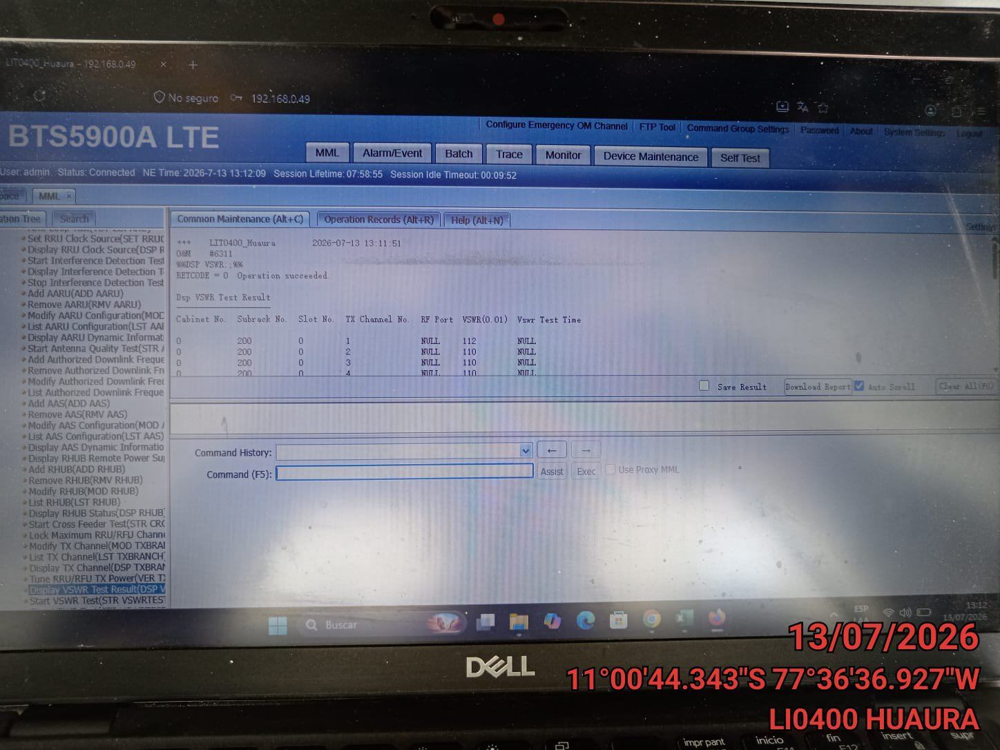 LIT0400_Huaura - 192.168.0.49 × +
No seguro 192.168.0.49
BTS5900A LTE
Configure Emergency OM Channel | FTP Tool | Command Group Settings | Password | About | System Settings | Logout
MML Alarm/Event Batch Trace Monitor Device Maintenance Self Test
User: admin Status: Connected NE Time: 2026-7-13 13:12:09 Session Lifetime: 07:58:55 Session Idle Timeout: 00:09:52
MML ×
Tree Search
Common Maintenance (Alt+C) Operation Records (Alt+R) Help (Alt+N)
Settings
Set RRU Clock Source(SET RRUC
Display RRU Clock Source(DSP R
Start Interference Detection Test
Display Interference Detection T
Stop Interference Detection Test
Add AARU(ADD AARU)
Remove AARU(RMV AARU)
Modify AARU Configuration(MOD
List AARU Configuration(LST AAF
Display AARU Dynamic Informat
Start Antenna Quality Test(STR
Add Authorized Downlink Freque
Remove Authorized Downlink Fr
Modify Authorized Downlink Frec
List Authorized Downlink Freque
Add AAS(ADD AAS)
Remove AAS(RMV AAS)
Modify AAS Configuration(MOD
List AAS Configuration(LST AAS)
Display AAS Dynamic Informatio
Display RHUB Remote Power Su
Add RHUB(ADD RHUB)
Remove RHUB(RMV RHUB)
Modify RHUB(MOD RHUB)
List RHUB(LST RHUB)
Display RHUB Status(DSP RHUB)
Start Cross Feeder Test(STR CRO
Lock Maximum RRU/RFU Chann
Modify TX Channel(MOD TXBRA
List TX Channel(LST TXBRANCH)
Display TX Channel(DSP TXBRAN
Tune RRU/RFU TX Power(VER T
Display VSWR Test Result(DSP V
Start VSWR Test(STR VSWRTEST
+++ LIT0400_Huaura 2026-07-13 13:11:51
O&M #6311
%%DSP VSWR:;%%
RETCODE = 0 Operation succeeded.
Dsp VSWR Test Result
Cabinet No. Subrack No. Slot No. TX Channel No. RF Port VSWR(0.01) Vswr Test Time
0 200 0 1 NULL 112 NULL
0 200 0 2 NULL 110 NULL
0 200 0 3 NULL 110 NULL
0 200 0 4 NULL 110 NULL
Save Result Download Report Auto Scroll Clear All(F6)
Command History: ← →
Command (F5): Assist Exec Use Proxy MML
Buscar
ESP
13:12
13/07/2026
DELL
13/07/2026
11°00'44.343"S 77°36'36.927"W
LI0400 HUAURA
impr pant inicio fin insert supr